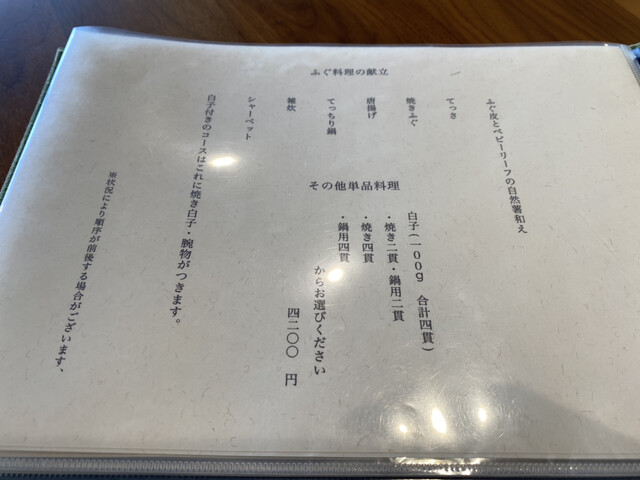 ふぐ料理の献立
ふぐ皮とベビーリーフの自然薯和え
てっさ
焼きふぐ
唐揚げ
てっちり鍋
雑炊
シャーベット
白子付きのコースはこれに焼き白子・腕物がつきます。
※状況により順序が前後する場合がございます、
その他単品料理
白子(一00g 合計四貫)
・焼き二貫・鍋用二貫
・焼き四貫
・鍋用四貫
からお選びください
四二〇〇 円